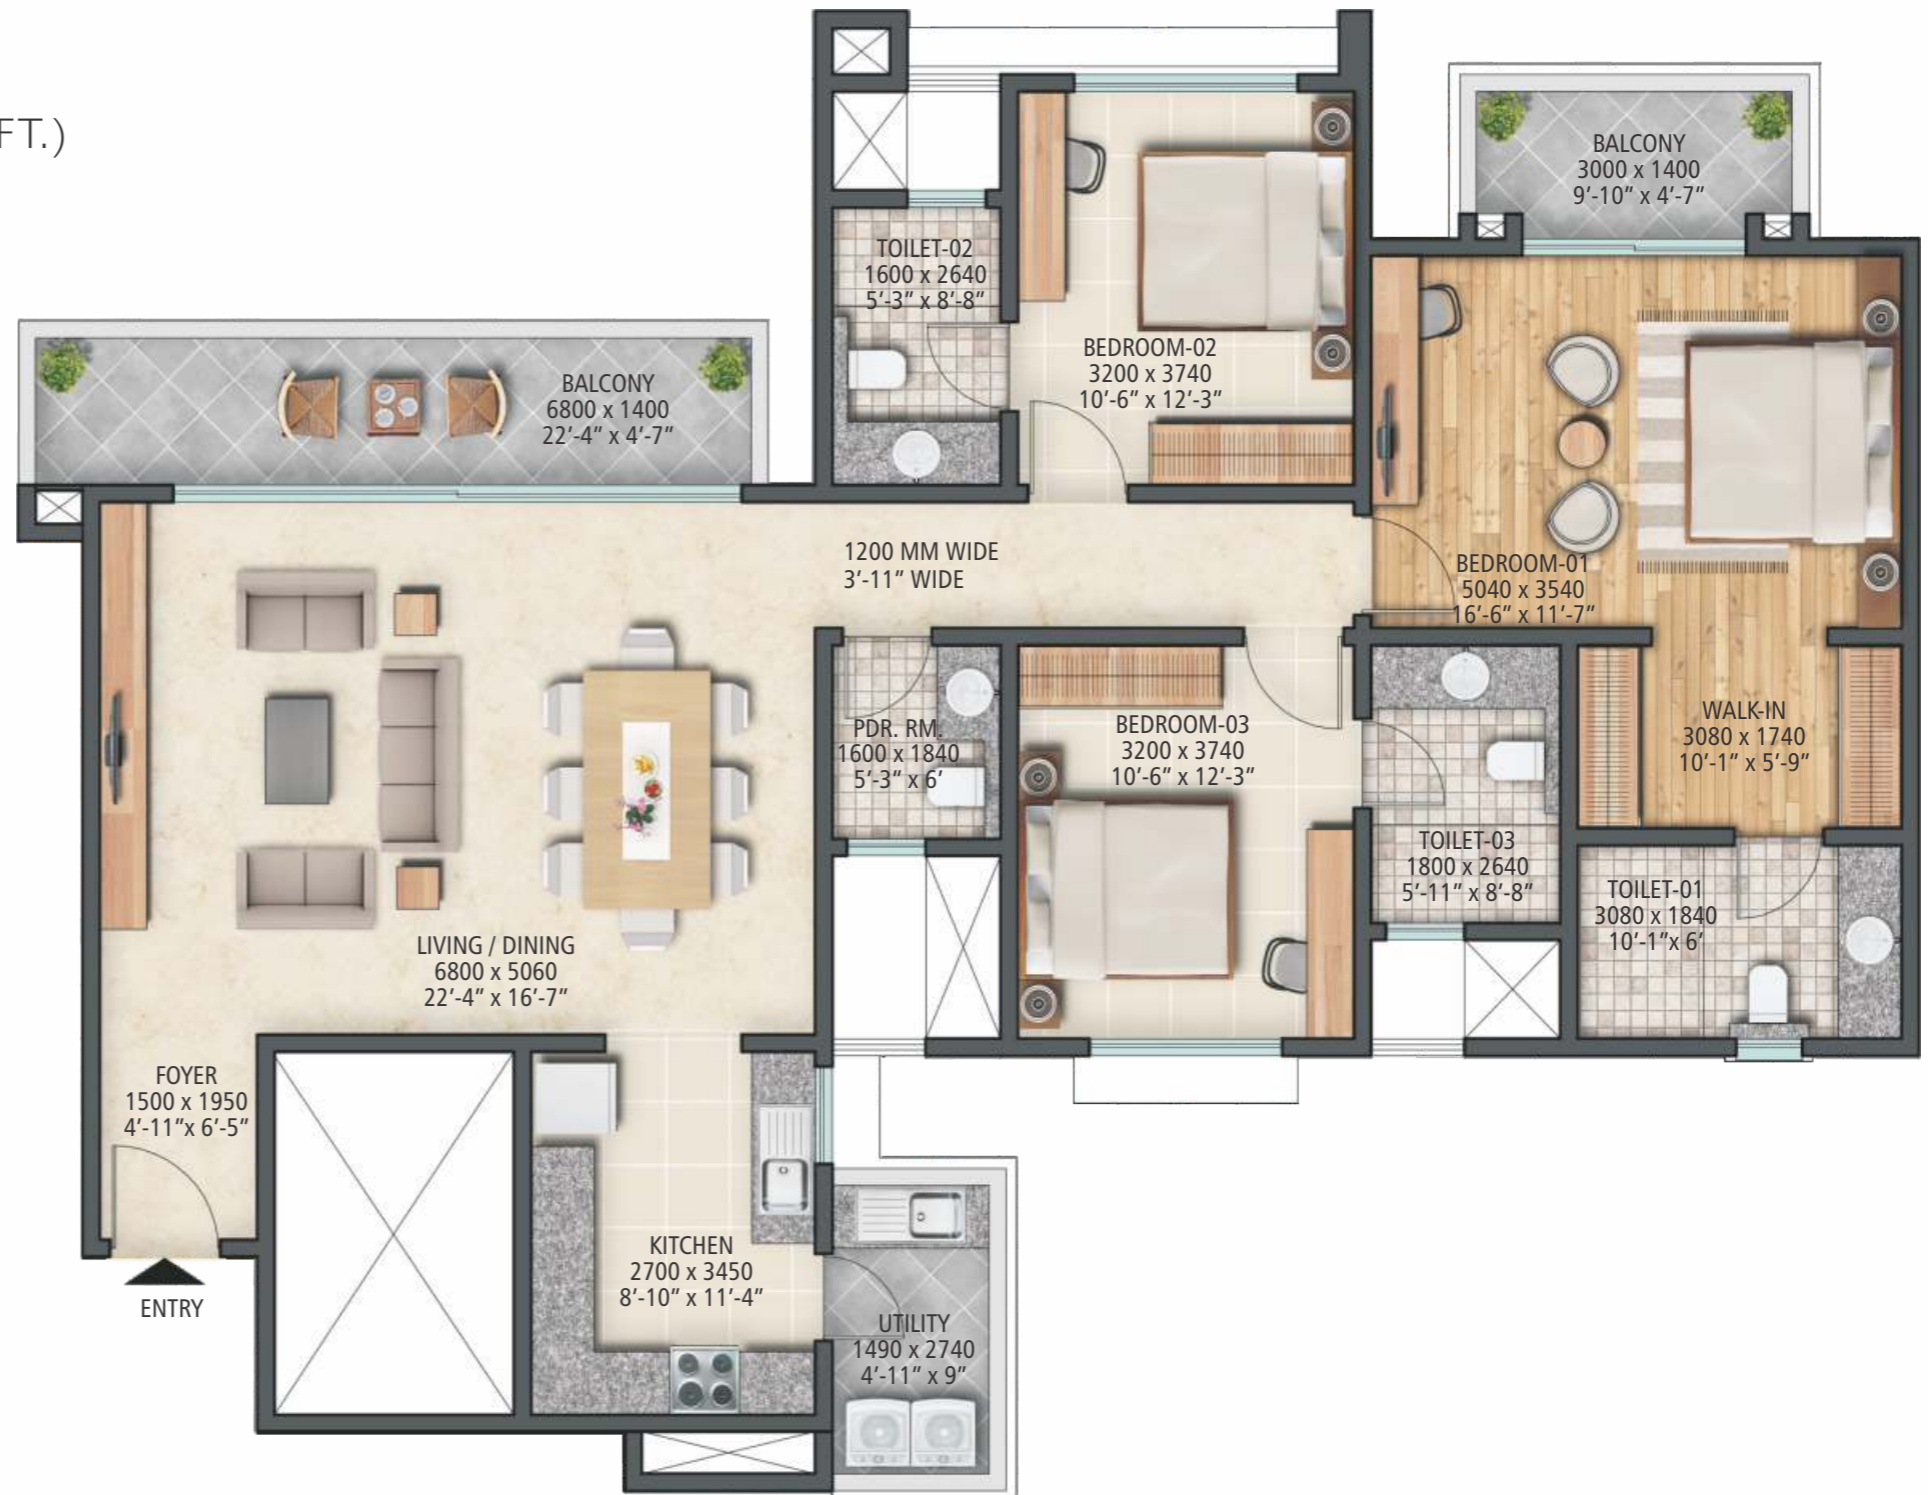 FT.)
BALCONY
3000 x 1400
9’-10” x 4’-7”
TOILET-02
1600 x 2640
5’-3” x 8’-8”
BEDROOM-02
3200 x 3740
10’-6” x 12’-3”
BALCONY
6800 x 1400
22’-4” x 4’-7”
1200 MM WIDE
3’-11” WIDE
BEDROOM-01
5040 x 3540
16’-6” x 11’-7”
PDR. RM.
1600 x 1840
5’-3” x 6’
BEDROOM-03
3200 x 3740
10’-6” x 12’-3”
WALK-IN
3080 x 1740
10’-1” x 5’-9”
TOILET-03
1800 x 2640
5’-11” x 8’-8”
TOILET-01
3080 x 1840
10’-1”x 6’
LIVING / DINING
6800 x 5060
22’-4” x 16’-7”
FOYER
1500 x 1950
4’-11”x 6’-5”
KITCHEN
2700 x 3450
8’-10” x 11’-4”
ENTRY
UTILITY
1490 x 2740
4’-11” x 9”